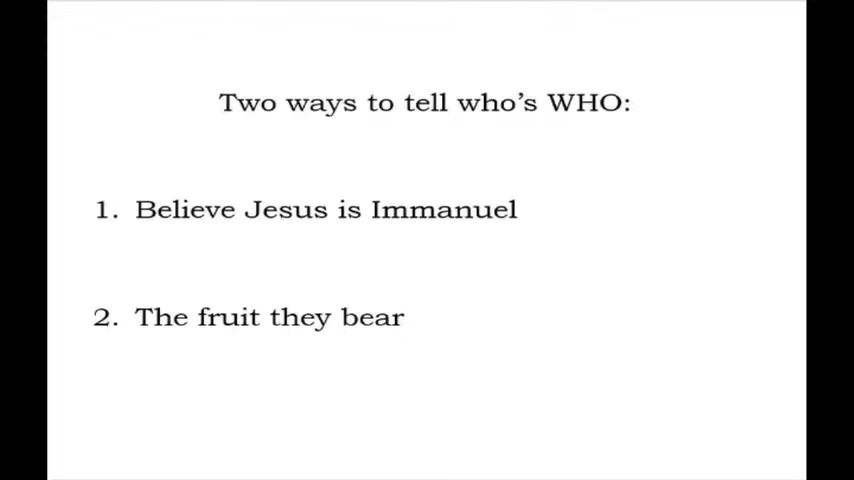 Two ways to tell who’s WHO:
1. Believe Jesus is Immanuel
2. The fruit they bear